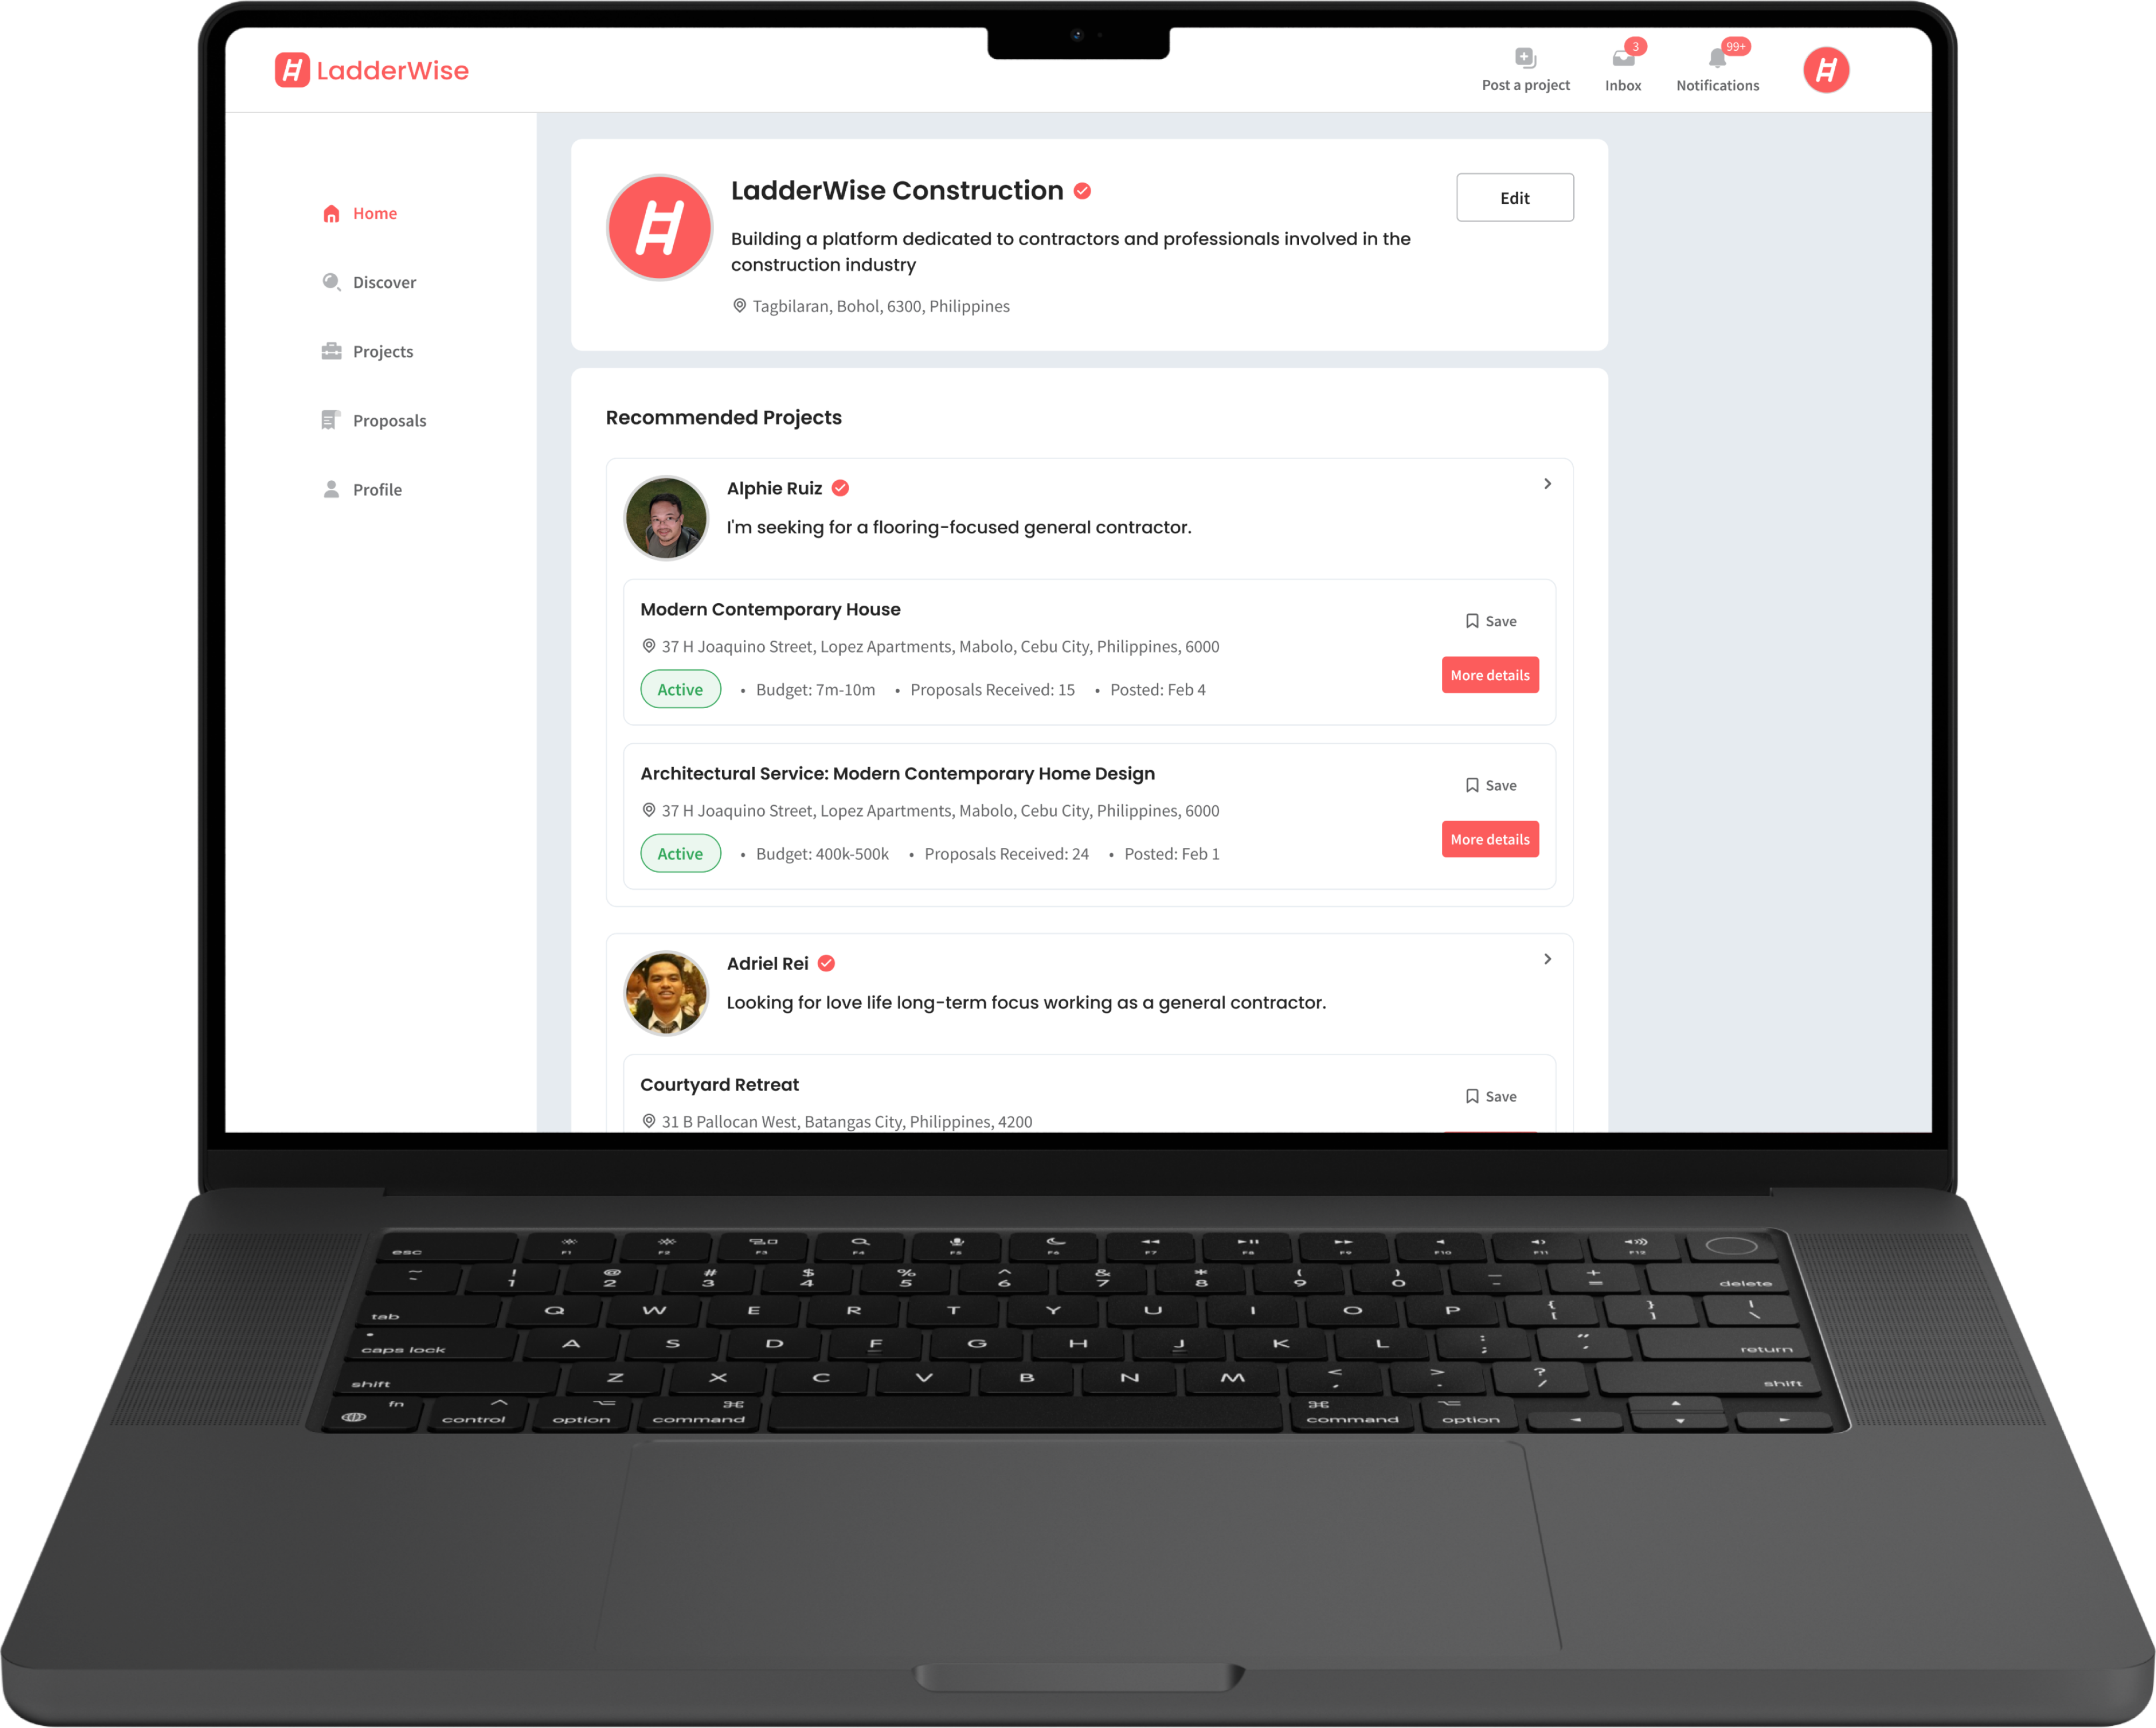 LadderWise
Post a project
3
Inbox
99+
Notifications
Home
Discover
Projects
Proposals
Profile
LadderWise Construction
Building a platform dedicated to contractors and professionals involved in the
construction industry
Tagbilaran, Bohol, 6300, Philippines
Edit
Recommended Projects
Alphie Ruiz
I'm seeking for a flooring-focused general contractor.
Modern Contemporary House
37 H Joaquino Street, Lopez Apartments, Mabolo, Cebu City, Philippines, 6000
Active • Budget: 7m-10m • Proposals Received: 15 • Posted: Feb 4
Save
More details
Architectural Service: Modern Contemporary Home Design
37 H Joaquino Street, Lopez Apartments, Mabolo, Cebu City, Philippines, 6000
Active • Budget: 400k-500k • Proposals Received: 24 • Posted: Feb 1
Save
More details
Adriel Rei
Looking for love life long-term focus working as a general contractor.
Courtyard Retreat
31 B Pallocan West, Batangas City, Philippines, 4200
Save
esc F1 F2 F3 F4 F5 F6 F7 F8 F9 F10 F11 F12
~ ! @ # $ % ^ & * ( ) _ +
` 1 2 3 4 5 6 7 8 9 0 - = delete
tab Q W E R T Y U I O P { [ } ] | \
caps lock A S D F G H J K L : ; " ' return
shift Z X C V B N M < , > . ? / shift
fn control option command command option